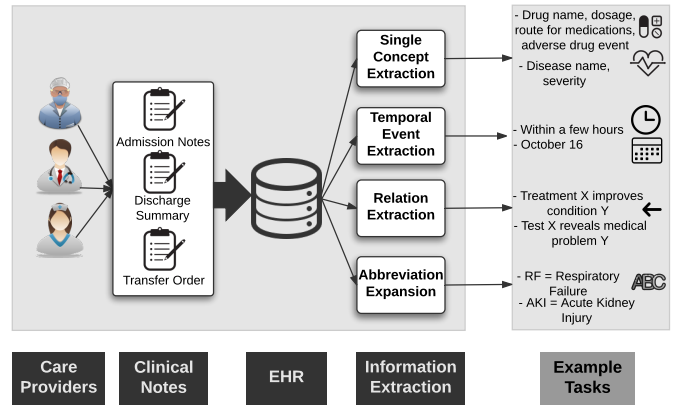 Admission Notes
Discharge
Summary
Transfer Order
Single
Concept
Extraction
Temporal
Event
Extraction
Relation
Extraction
Abbreviation
Expansion
- Drug name, dosage,
route for medications,
adverse drug event
- Disease name,
severity
- Within a few hours
- October 16
- Treatment X improves
condition Y
- Test X reveals medical
problem Y
- RF = Respiratory
Failure
- AKI = Acute Kidney
Injury
ABC
Care
Providers
Clinical
Notes
EHR
Information
Extraction
Example
Tasks